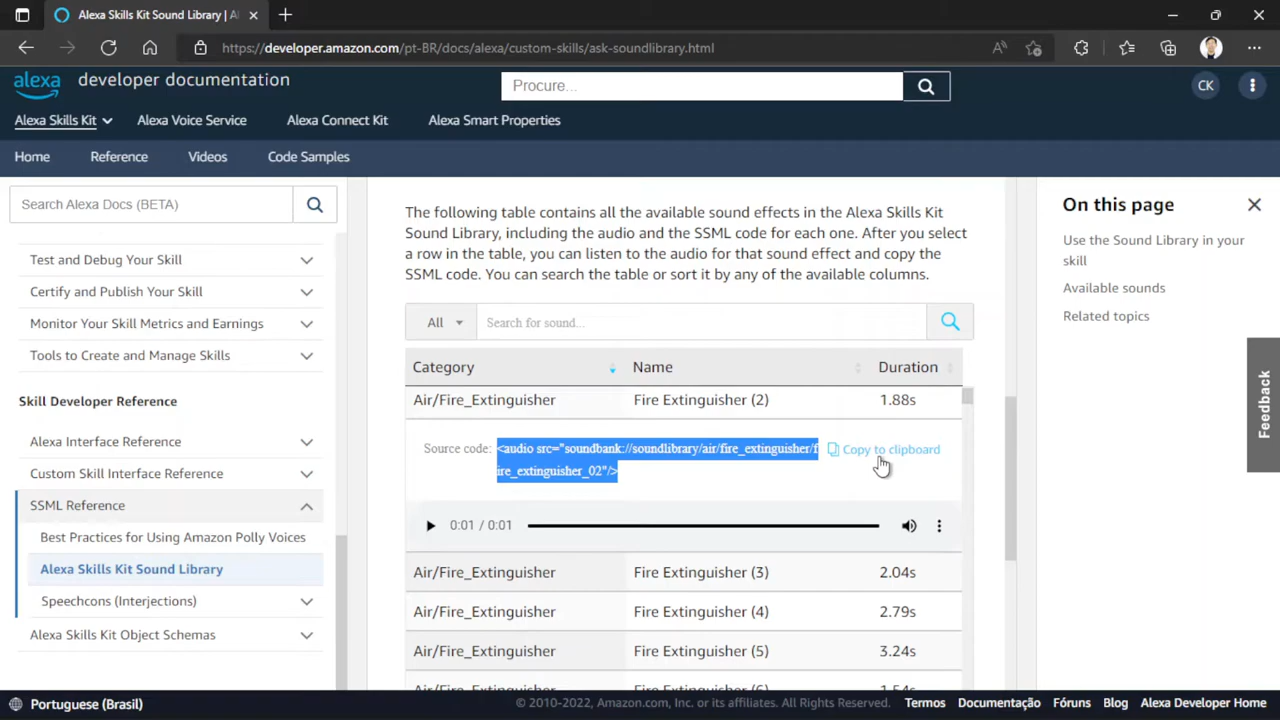 Alexa Skills Kit Sound Library | Al
https://developer.amazon.com/pt-BR/docs/alexa/custom-skills/ask-soundlibrary.html
alexa
developer documentation
Procure...
CK
Alexa Skills Kit
Alexa Voice Service
Alexa Connect Kit
Alexa Smart Properties
Home
Reference
Videos
Code Samples
Search Alexa Docs (BETA)
Test and Debug Your Skill
Certify and Publish Your Skill
Monitor Your Skill Metrics and Earnings
Tools to Create and Manage Skills
Skill Developer Reference
Alexa Interface Reference
Custom Skill Interface Reference
SSML Reference
Best Practices for Using Amazon Polly Voices
Alexa Skills Kit Sound Library
Speechcons (Interjections)
Alexa Skills Kit Object Schemas
The following table contains all the available sound effects in the Alexa Skills Kit
Sound Library, including the audio and the SSML code for each one. After you select
a row in the table, you can listen to the audio for that sound effect and copy the
SSML code. You can search the table or sort it by any of the available columns.
All
Search for sound...
Category Name Duration
Air/Fire_Extinguisher Fire Extinguisher (2) 1.88s
Source code: <audio src="soundbank://soundlibrary/air/fire_extinguisher/f Copy to clipboard
ire_extinguisher_02"/>
0:01 / 0:01
Air/Fire_Extinguisher Fire Extinguisher (3) 2.04s
Air/Fire_Extinguisher Fire Extinguisher (4) 2.79s
Air/Fire_Extinguisher Fire Extinguisher (5) 3.24s
Air/Fire_Extinguisher Fire Extinguisher (6) 1.54s
On this page
Use the Sound Library in your
skill
Available sounds
Related topics
Feedback
Portuguese (Brasil)
© 2010-2022, Amazon.com, Inc. or its affiliates. All Rights Reserved.
Termos
Documentação
Fóruns
Blog
Alexa Developer Home